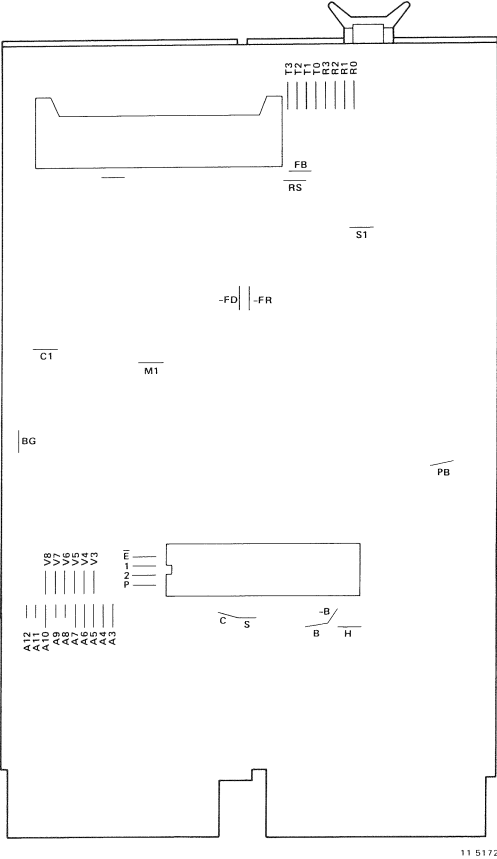 T3
T2
T1
T0
R3
R2
R1
R0
FB
RS
S1
-FD -FR
C1
M1
BG
PB
V8
V7
V6
V5
V4
V3
E̅
1
2
P
C S
-B
B H
A12
A11
A10
A9
A8
A7
A6
A5
A4
A3
11 5172